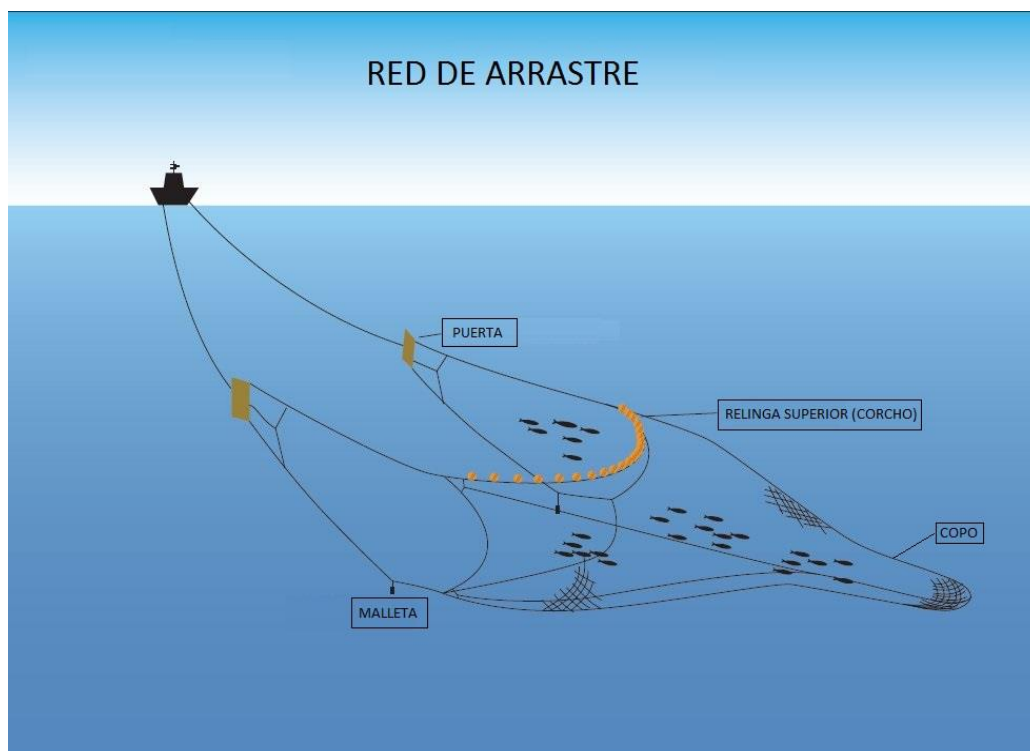 RED DE ARRASTRE
PUERTA
RELINGA SUPERIOR (CORCHO)
COPO
MALLETA